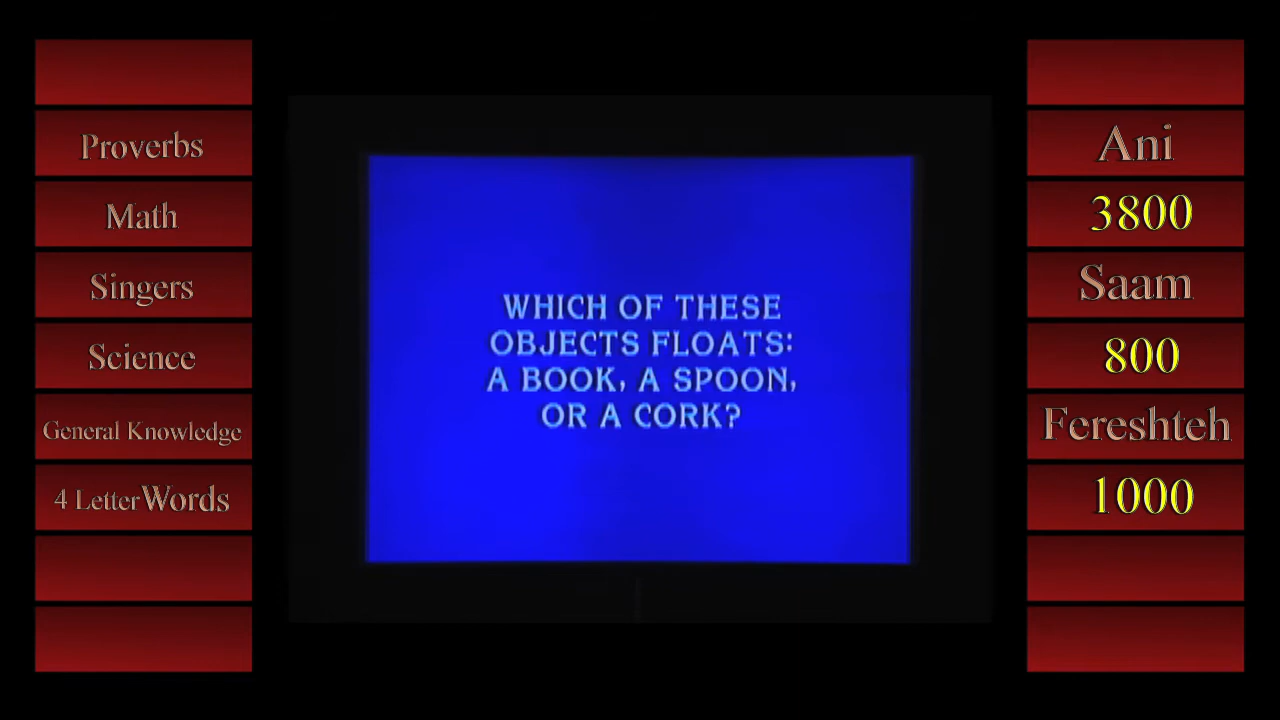 Proverbs
Math
Singers
Science
General Knowledge
4 Letter Words
WHICH OF THESE
OBJECTS FLOATS:
A BOOK, A SPOON,
OR A CORK?
Ani
3800
Saam
800
Fereshteh
1000